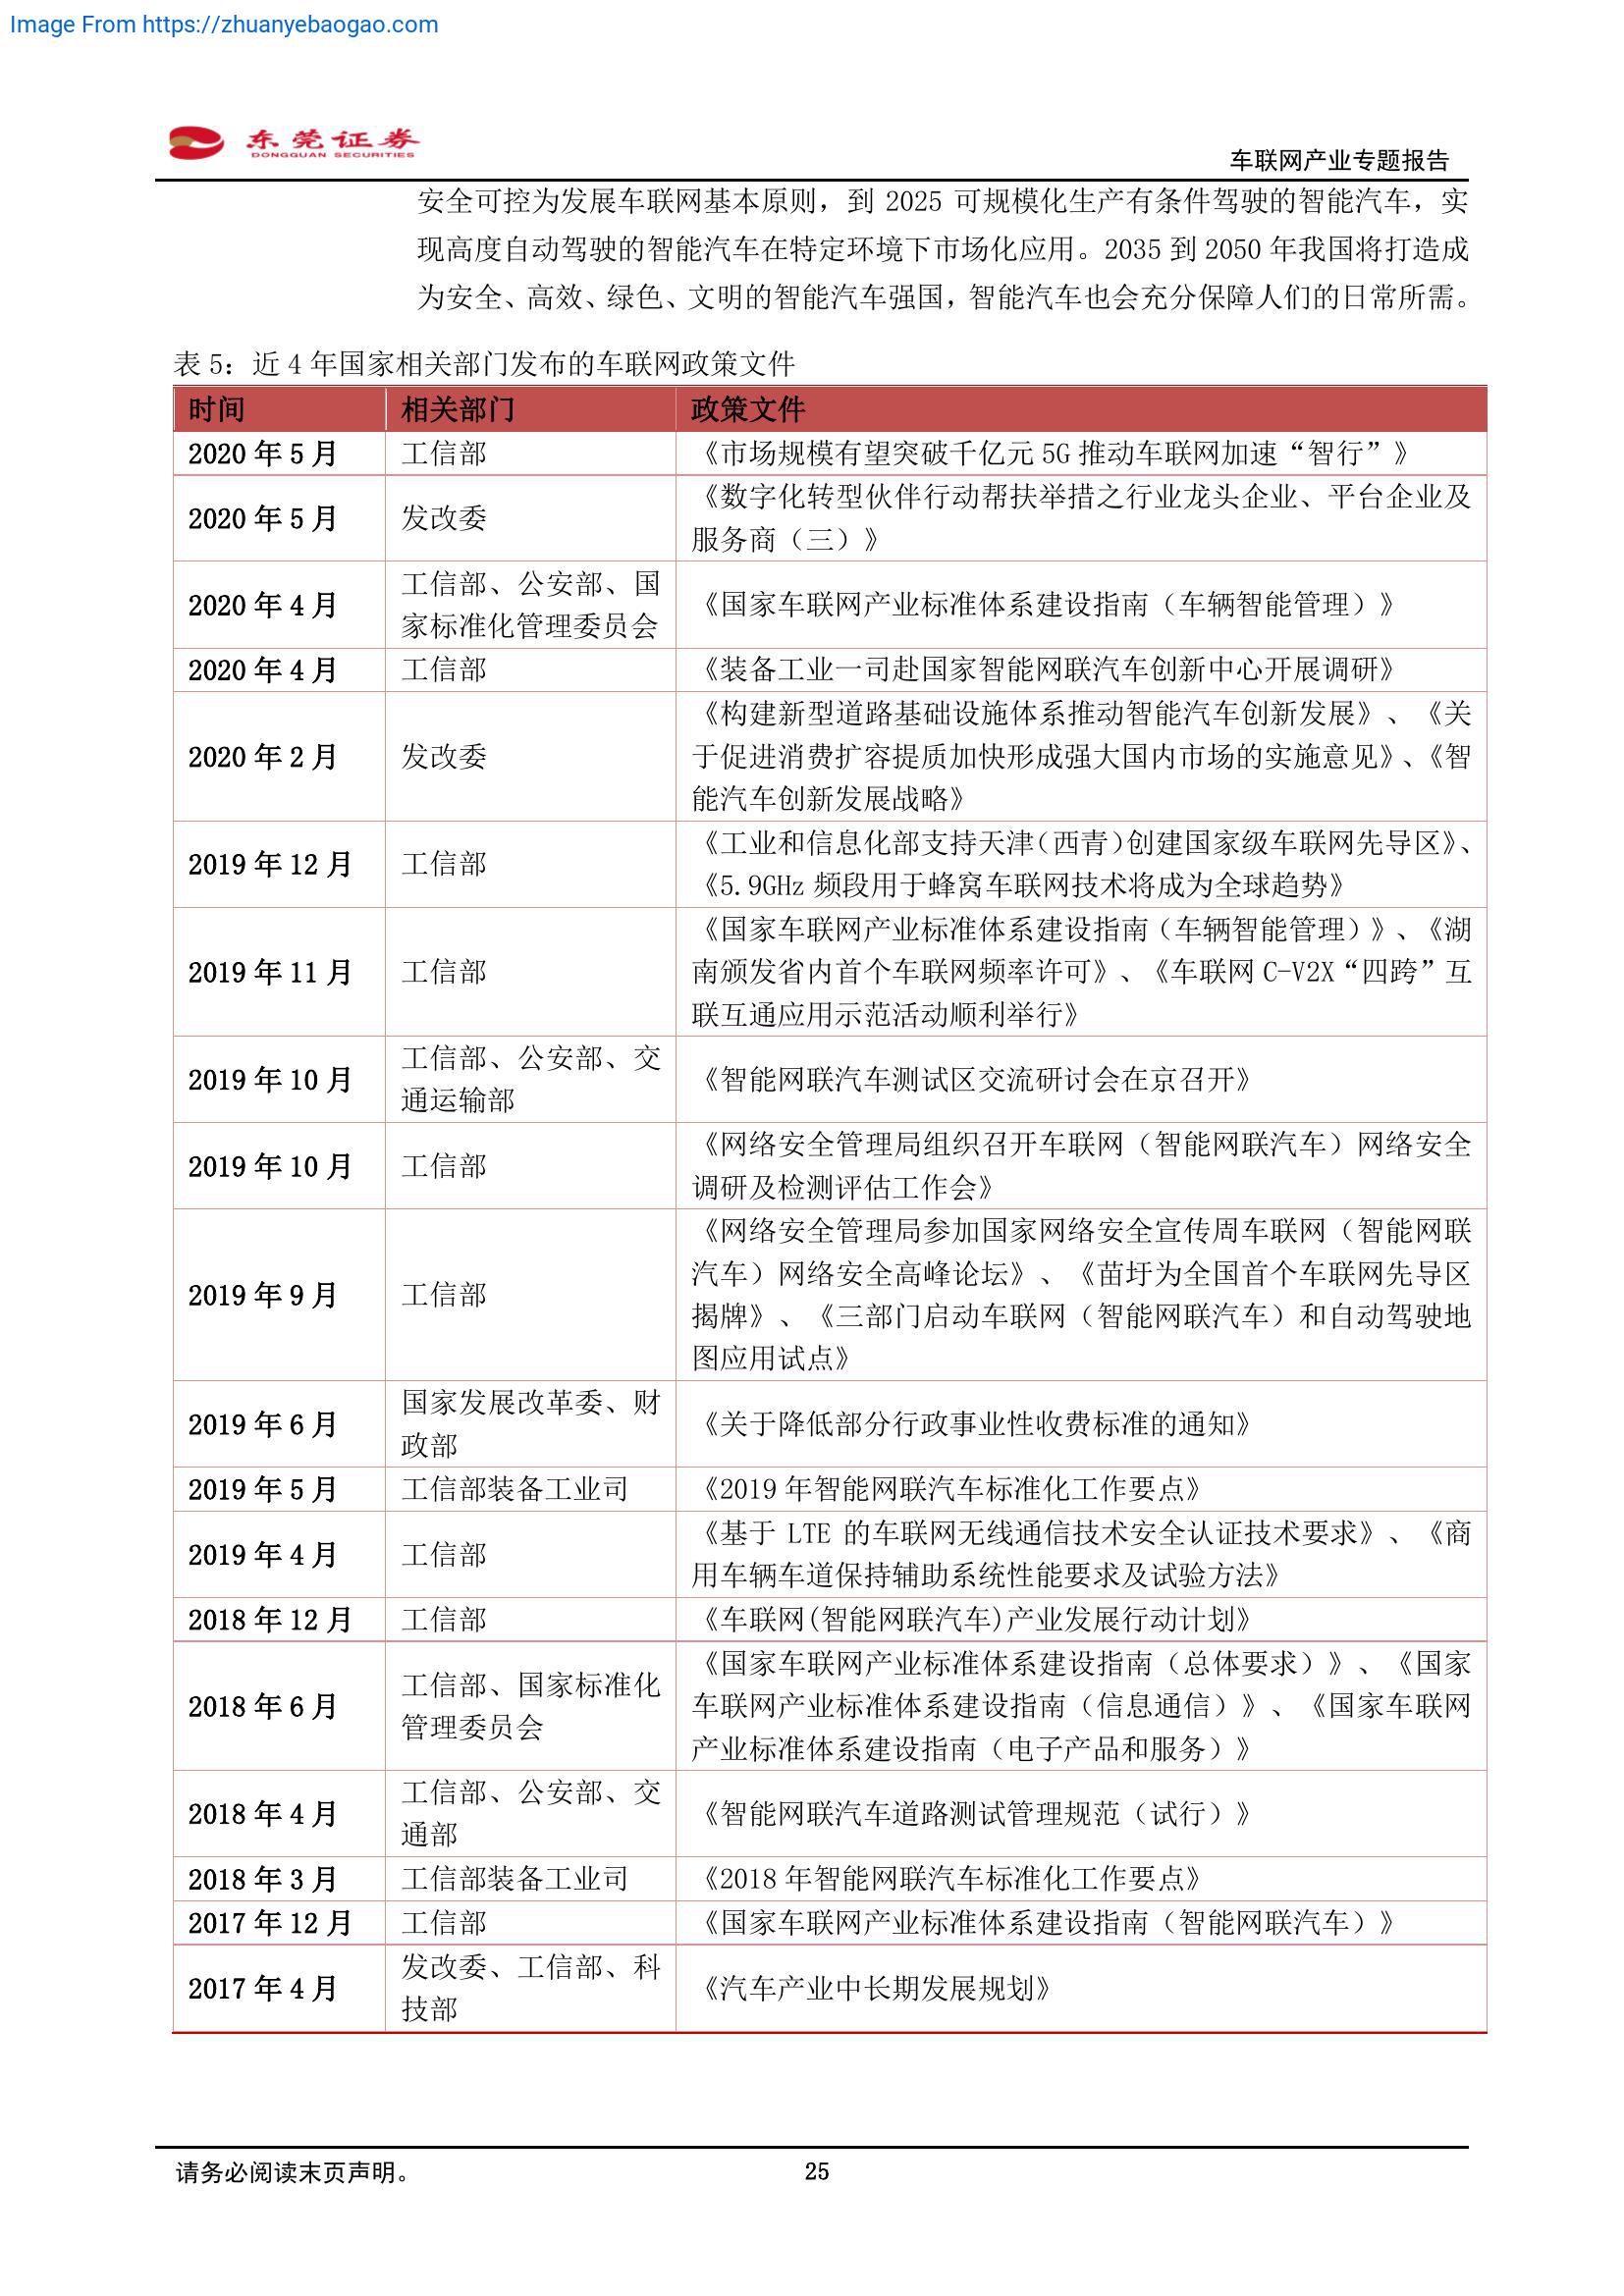 Image From https://zhuanyebaogao.com
东莞证券
DONGGUAN SECURITIES
车联网产业专题报告
安全可控为发展车联网基本原则，到 2025 可规模化生产有条件驾驶的智能汽车，实
现高度自动驾驶的智能汽车在特定环境下市场化应用。2035 到 2050 年我国将打造成
为安全、高效、绿色、文明的智能汽车强国，智能汽车也会充分保障人们的日常所需。
表 5：近 4 年国家相关部门发布的车联网政策文件
时间 相关部门 政策文件
2020 年 5 月 工信部 《市场规模有望突破千亿元 5G 推动车联网加速“智行”》
2020 年 5 月 发改委 《数字化转型伙伴行动帮扶举措之行业龙头企业、平台企业及
服务商（三）》
2020 年 4 月 工信部、公安部、国
家标准化管理委员会 《国家车联网产业标准体系建设指南（车辆智能管理）》
2020 年 4 月 工信部 《装备工业一司赴国家智能网联汽车创新中心开展调研》
2020 年 2 月 发改委 《构建新型道路基础设施体系推动智能汽车创新发展》、《关
于促进消费扩容提质加快形成强大国内市场的实施意见》、《智
能汽车创新发展战略》
2019 年 12 月 工信部 《工业和信息化部支持天津（西青）创建国家级车联网先导区》、
《5.9GHz 频段用于蜂窝车联网技术将成为全球趋势》
2019 年 11 月 工信部 《国家车联网产业标准体系建设指南（车辆智能管理）》、《湖
南颁发省内首个车联网频率许可》、《车联网 C-V2X“四跨”互
联互通应用示范活动顺利举行》
2019 年 10 月 工信部、公安部、交
通运输部 《智能网联汽车测试区交流研讨会在京召开》
2019 年 10 月 工信部 《网络安全管理局组织召开车联网（智能网联汽车）网络安全
调研及检测评估工作会》
2019 年 9 月 工信部 《网络安全管理局参加国家网络安全宣传周车联网（智能网联
汽车）网络安全高峰论坛》、《苗圩为全国首个车联网先导区
揭牌》、《三部门启动车联网（智能网联汽车）和自动驾驶地
图应用试点》
2019 年 6 月 国家发展改革委、财
政部 《关于降低部分行政事业性收费标准的通知》
2019 年 5 月 工信部装备工业司 《2019 年智能网联汽车标准化工作要点》
2019 年 4 月 工信部 《基于 LTE 的车联网无线通信技术安全认证技术要求》、《商
用车辆车道保持辅助系统性能要求及试验方法》
2018 年 12 月 工信部 《车联网(智能网联汽车)产业发展行动计划》
2018 年 6 月 工信部、国家标准化
管理委员会 《国家车联网产业标准体系建设指南（总体要求）》、《国家
车联网产业标准体系建设指南（信息通信）》、《国家车联网
产业标准体系建设指南（电子产品和服务）》
2018 年 4 月 工信部、公安部、交
通部 《智能网联汽车道路测试管理规范（试行）》
2018 年 3 月 工信部装备工业司 《2018 年智能网联汽车标准化工作要点》
2017 年 12 月 工信部 《国家车联网产业标准体系建设指南（智能网联汽车）》
2017 年 4 月 发改委、工信部、科
技部 《汽车产业中长期发展规划》
请务必阅读末页声明。
25